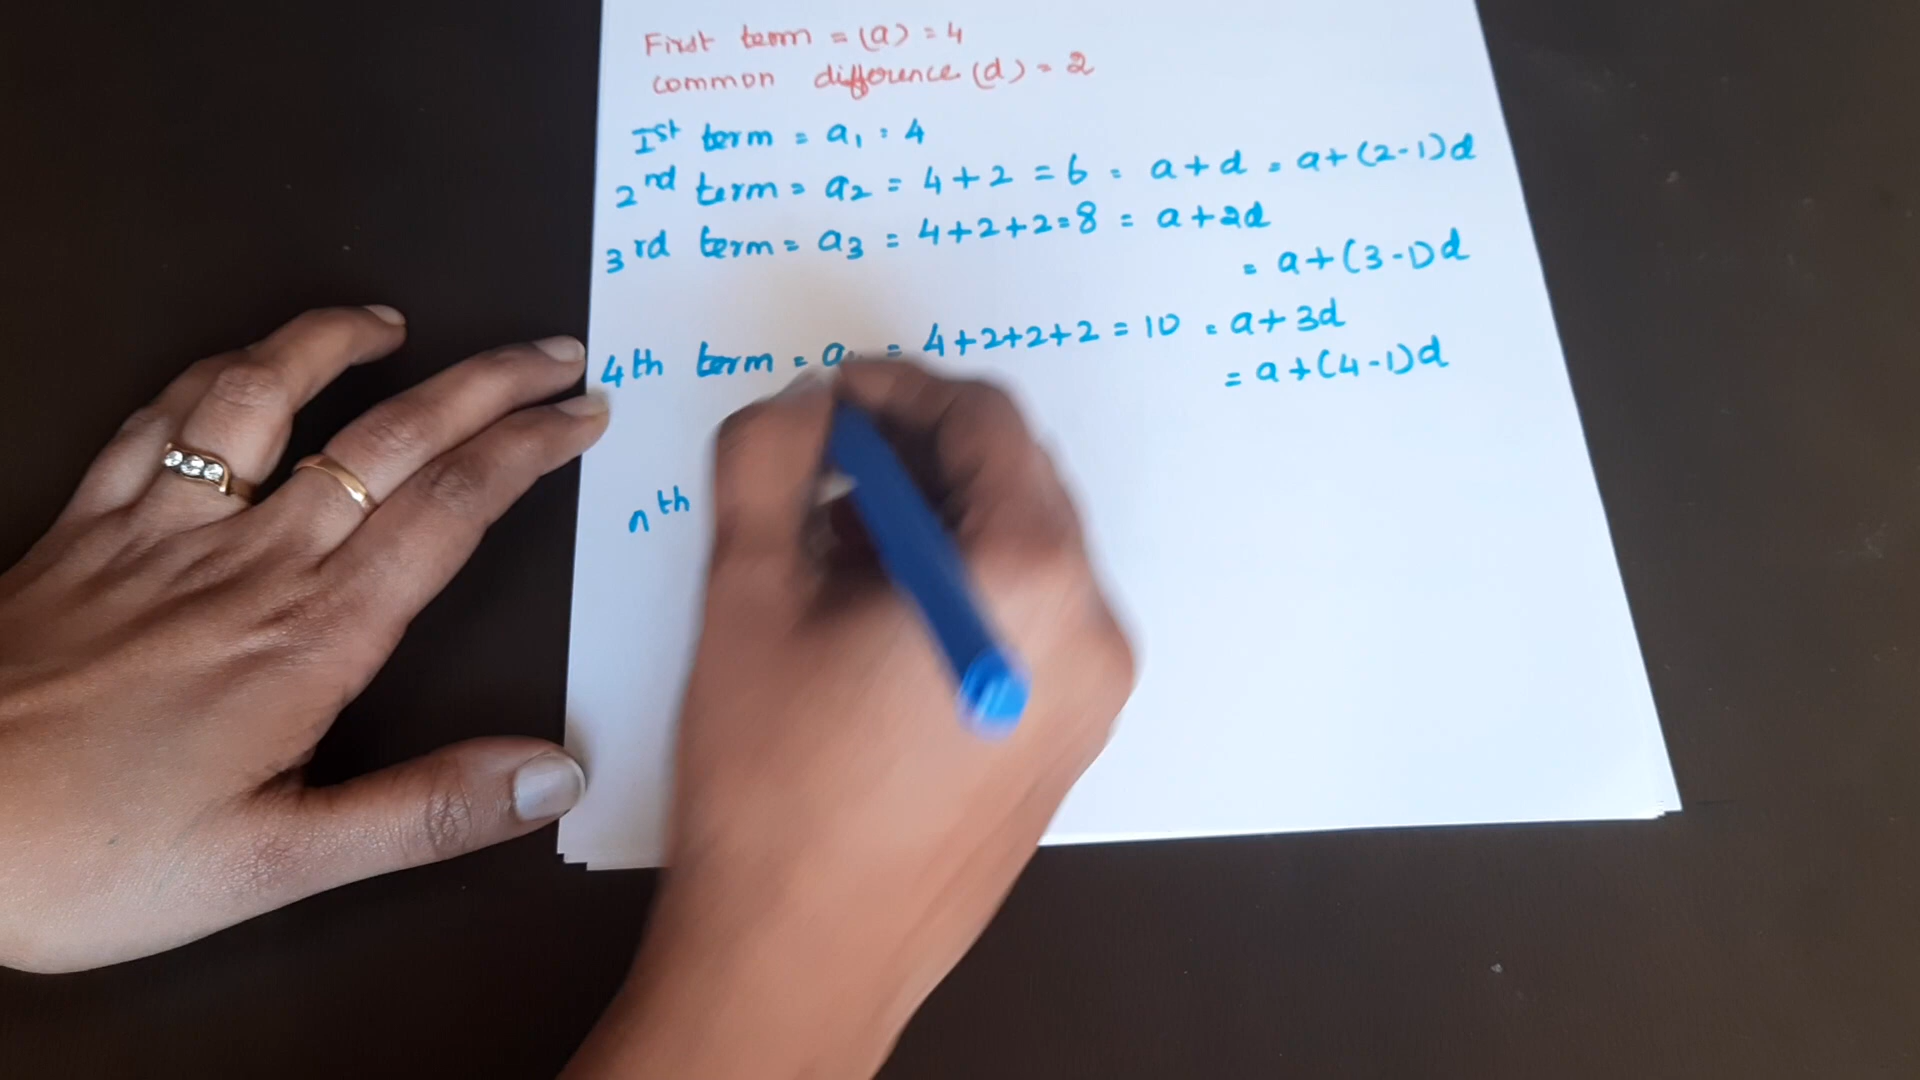 First term = (a) = 4
common difference (d) = 2
Ist term = a1 = 4
2nd term = a2 = 4+2 = 6 = a+d = a+(2-1)d
3rd term = a3 = 4+2+2=8 = a+2d
= a+(3-1)d
4th term = a = 4+2+2+2 = 10 = a+3d
= a+(4-1)d
nth